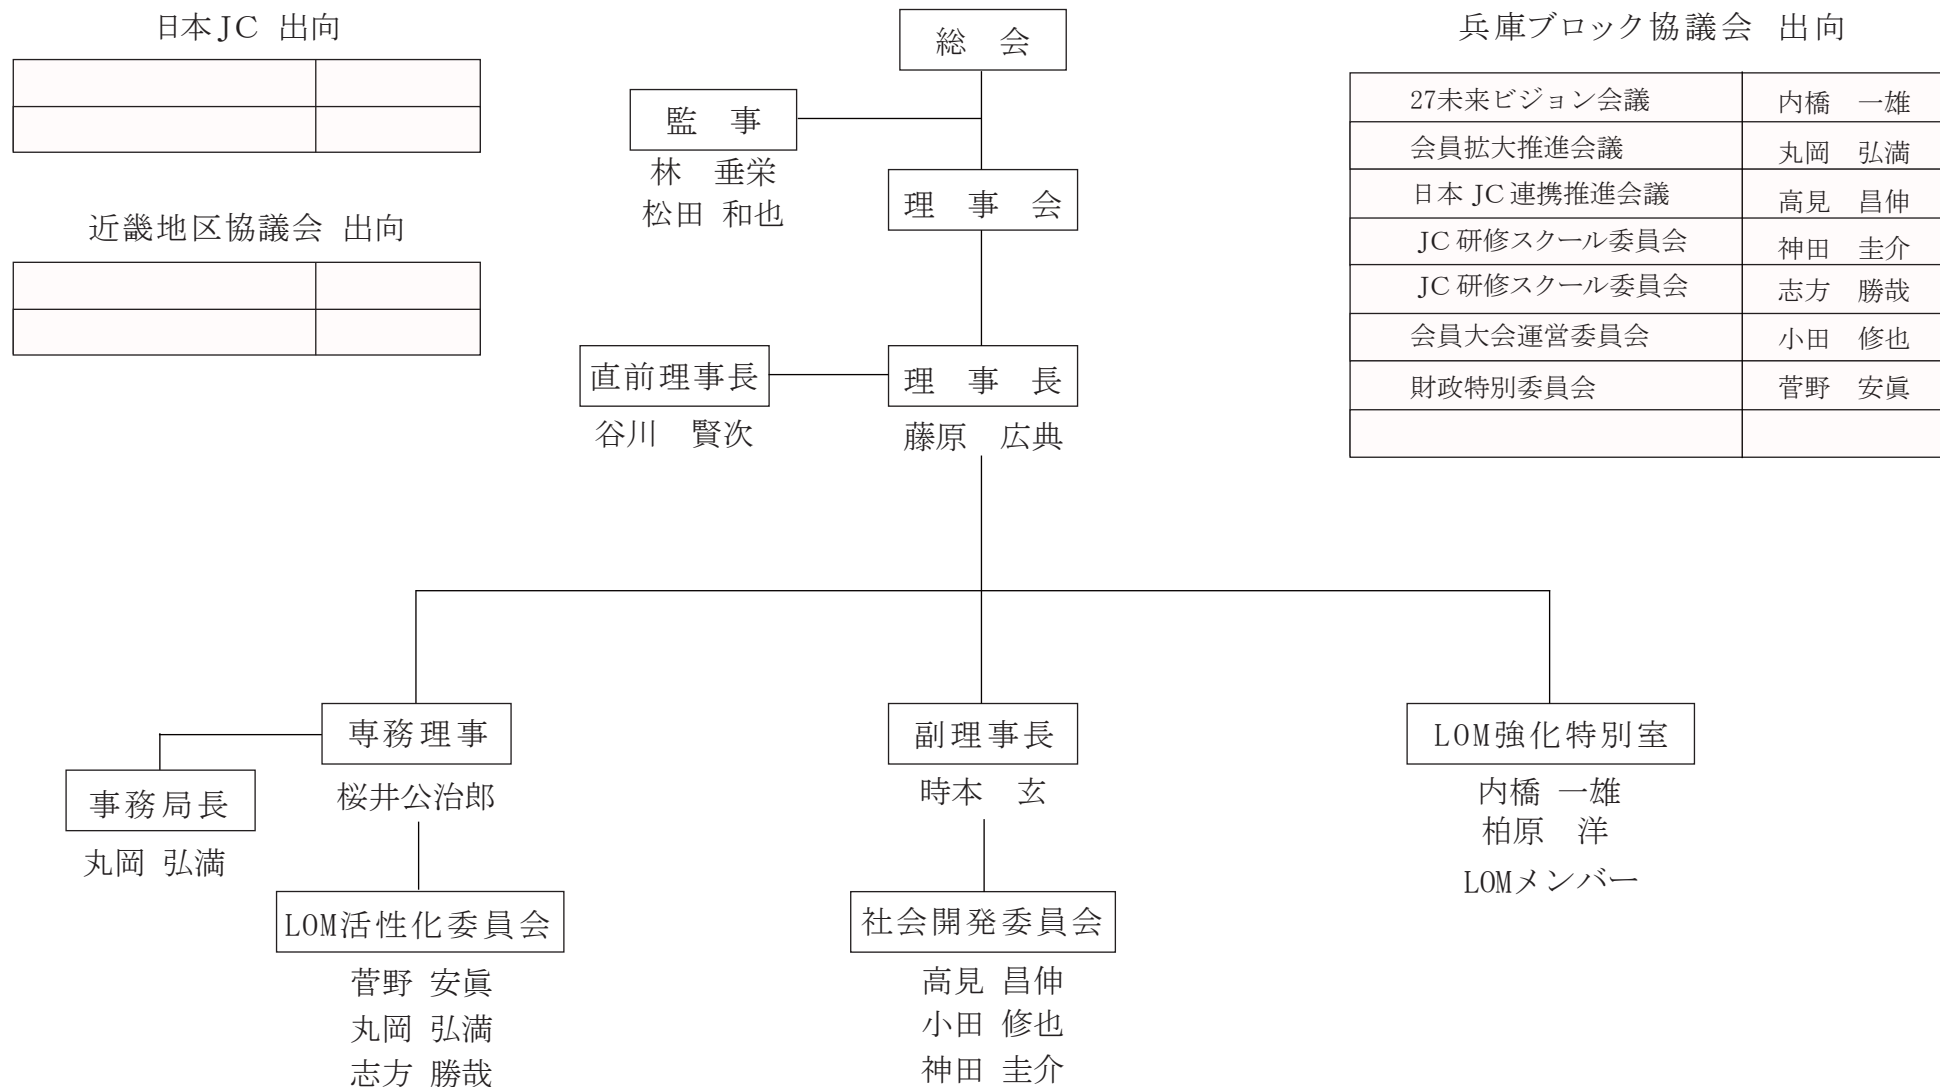 日本JC 出向
近畿地区協議会 出向
総 会
監 事
林 垂栄
松田 和也
理 事 会
直前理事長
谷川 賢次
理 事 長
藤原 広典
兵庫ブロック協議会 出向
27未来ビジョン会議 内橋 一雄
会員拡大推進会議 丸岡 弘満
日本 JC 連携推進会議 高見 昌伸
JC 研修スクール委員会 神田 圭介
JC 研修スクール委員会 志方 勝哉
会員大会運営委員会 小田 修也
財政特別委員会 菅野 安眞
専務理事
桜井公治郎
事務局長
丸岡 弘満
LOM活性化委員会
菅野 安眞
丸岡 弘満
志方 勝哉
副理事長
時本 玄
社会開発委員会
高見 昌伸
小田 修也
神田 圭介
LOM強化特別室
内橋 一雄
柏原 洋
LOMメンバー